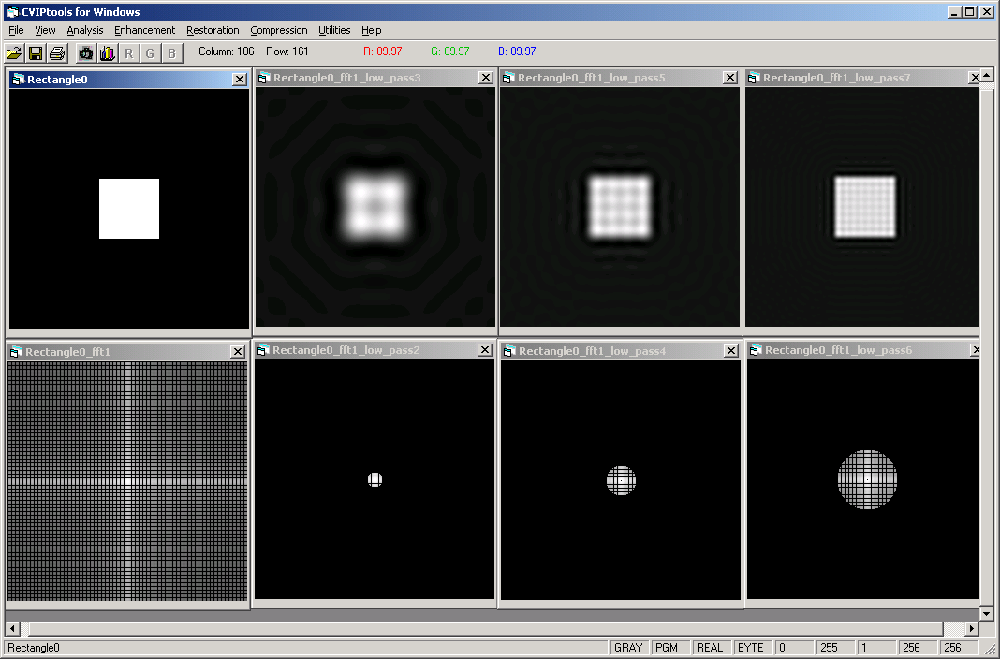 CVIPtools for Windows
File View Analysis Enhancement Restoration Compression Utilities Help
R G B Column: 106 Row: 161 R: 89.97 G: 89.97 B: 89.97
Rectangle0 Rectangle0_fft1_low_pass3 Rectangle0_fft1_low_pass5 Rectangle0_fft1_low_pass7
Rectangle0_fft1 Rectangle0_fft1_low_pass2 Rectangle0_fft1_low_pass4 Rectangle0_fft1_low_pass6
Rectangle0 GRAY PGM REAL BYTE 0 255 1 256 256